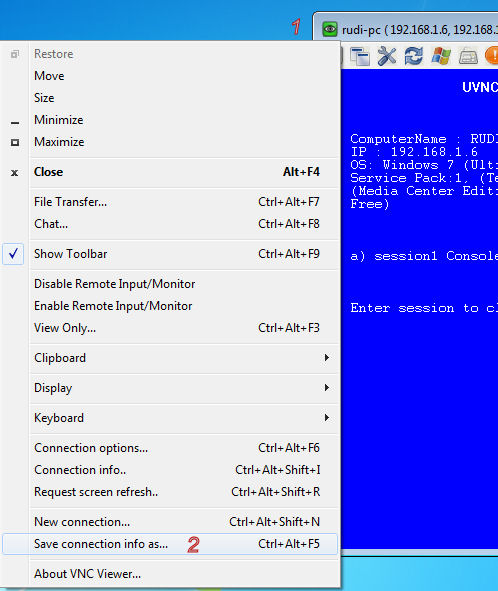 1
rudi-pc ( 192.168.1.6, 192.168.1
Restore
Move
Size
Minimize
Maximize
Close Alt+F4
File Transfer... Ctrl+Alt+F7
Chat... Ctrl+Alt+F8
Show Toolbar Ctrl+Alt+F9
Disable Remote Input/Monitor
Enable Remote Input/Monitor
View Only... Ctrl+Alt+F3
Clipboard
Display
Keyboard
Connection options... Ctrl+Alt+F6
Connection info.. Ctrl+Alt+Shift+I
Request screen refresh.. Ctrl+Alt+Shift+R
New connection... Ctrl+Alt+Shift+N
Save connection info as... 2 Ctrl+Alt+F5
About VNC Viewer...
UVNC
ComputerName : RUDI
IP : 192.168.1.6
OS: Windows 7 (Ulti
Service Pack:1, (Te
(Media Center Editi
Free)
a) session1 Console
Enter session to cl